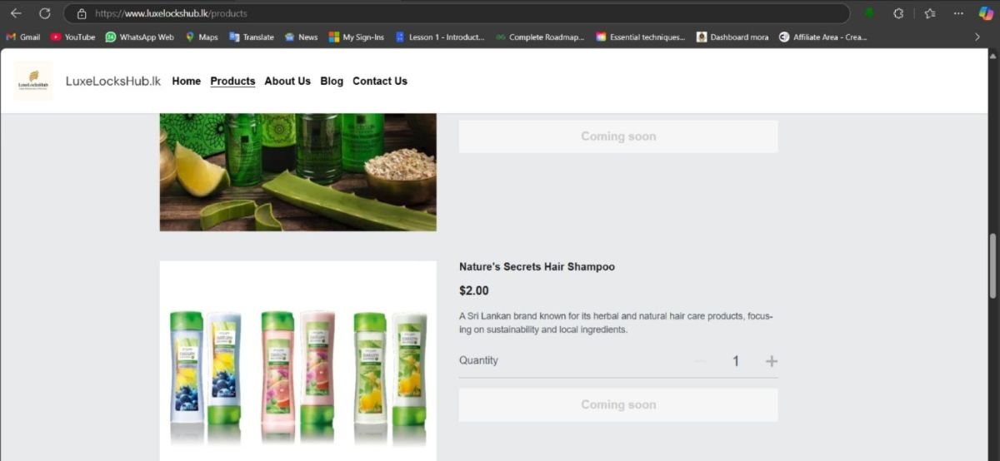 https://www.luxelockshub.lk/products
Gmail
YouTube
WhatsApp Web
Maps
Translate
News
My Sign-Ins
Lesson 1 - Introduct...
Complete Roadmap...
Essential techniques...
Dashboard mora
Affiliate Area - Crea...
LuxeLocksHub
LuxeLocksHub.lk
Home
Products
About Us
Blog
Contact Us
Coming soon
Nature's Secrets Hair Shampoo
$2.00
A Sri Lankan brand known for its herbal and natural hair care products, focus-
ing on sustainability and local ingredients.
Quantity
1
Coming soon